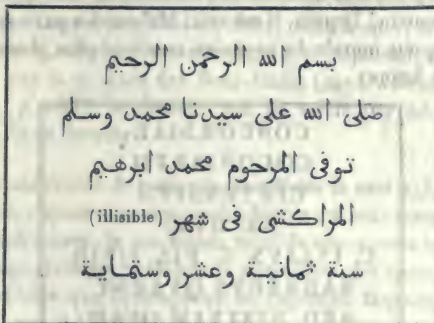 بسم الله الرحمن الرحيم
صلى الله على سيدنا محمد وسلم
توفى المرحوم محمد ابرهيم
المراكشى فى شهر (illisible)
سنة ثمانية وعشر وستماية